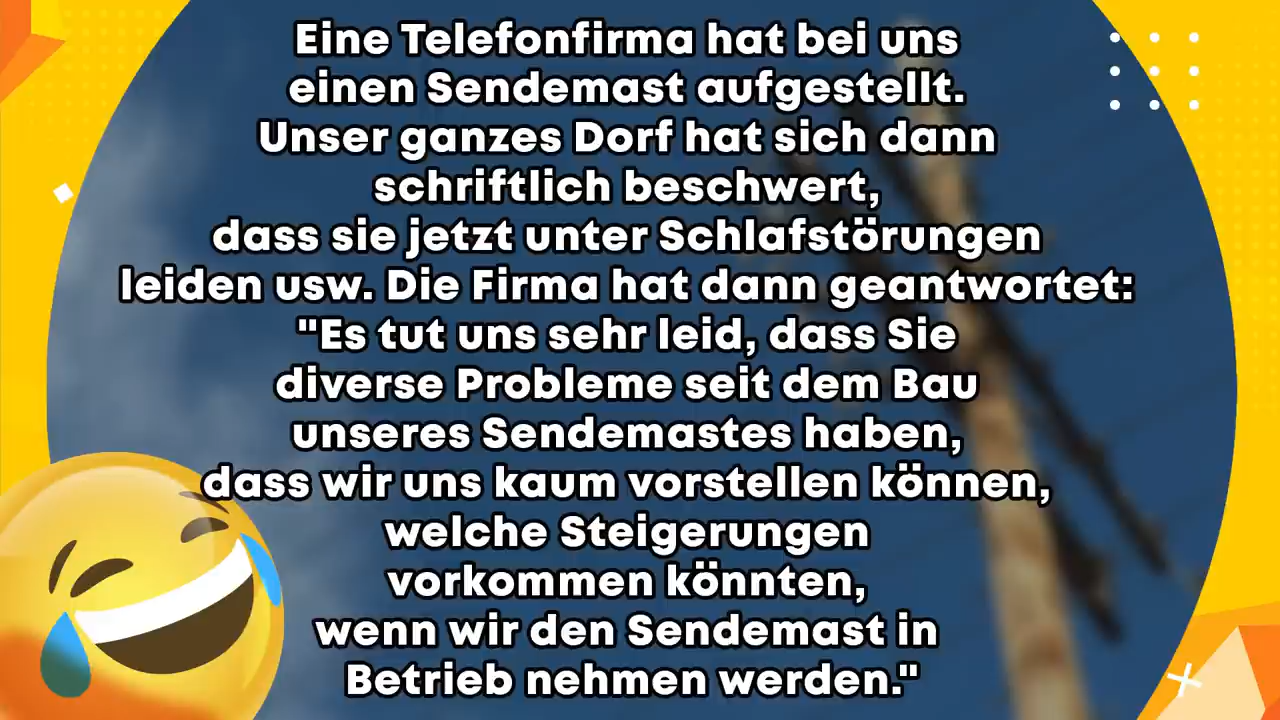 Eine Telefonfirma hat bei uns
einen Sendemast aufgestellt.
Unser ganzes Dorf hat sich dann
schriftlich beschwert,
dass sie jetzt unter Schlafstörungen
leiden usw. Die Firma hat dann geantwortet:
"Es tut uns sehr leid, dass Sie
diverse Probleme seit dem Bau
unseres Sendemastes haben,
dass wir uns kaum vorstellen können,
welche Steigerungen
vorkommen könnten,
wenn wir den Sendemast in
Betrieb nehmen werden."